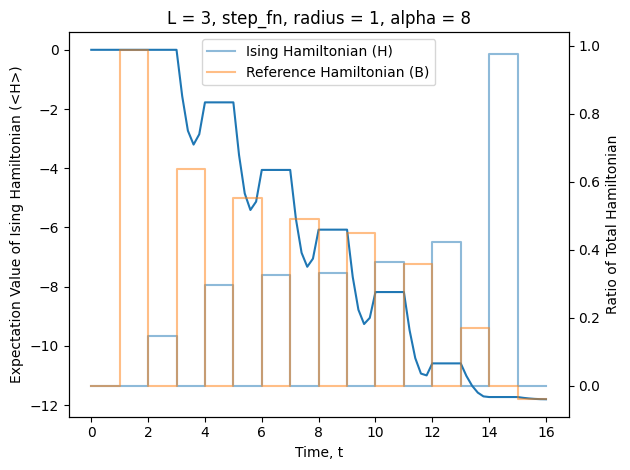 L = 3, step_fn, radius = 1, alpha = 8
Ising Hamiltonian (H)
Reference Hamiltonian (B)
Expectation Value of Ising Hamiltonian (<H>)
0
−2
−4
−6
−8
−10
−12
1.0
0.8
0.6
0.4
0.2
0.0
Ratio of Total Hamiltonian
0 2 4 6 8 10 12 14 16
Time, t